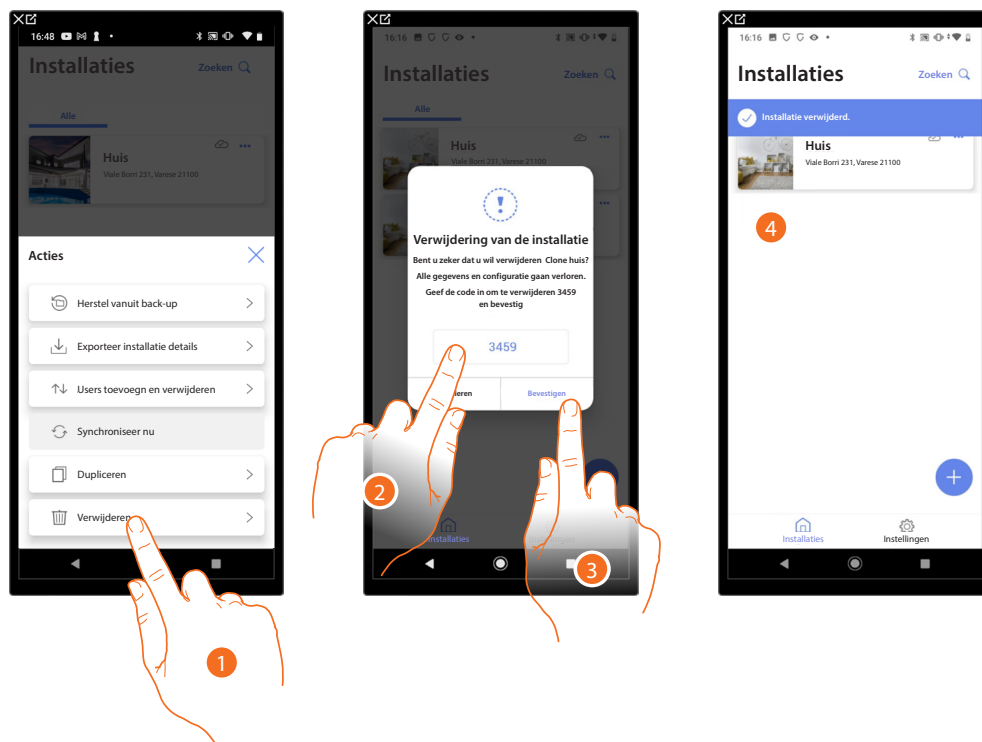 16:48
Installaties
Zoeken
Alle
Huis
Viale Borri 231, Varese 21100
Acties
Herstel vanuit back-up
Exporteer installatie details
Users toevoegn en verwijderen
Synchroniseer nu
Dupliceren
Verwijderen
1
16:16
Installaties
Zoeken
Alle
Huis
Viale Borri 231, Varese 21100
Verwijdering van de installatie
Bent u zeker dat u wil verwijderen Clone huis?
Alle gegevens en configuratie gaan verloren.
Geef de code in om te verwijderen 3459
en bevestig
3459
Bevestigen
2
Installaties
3
16:16
Installaties
Zoeken
Installatie verwijderd.
Huis
Viale Borri 231, Varese 21100
4
Installaties
Instellingen